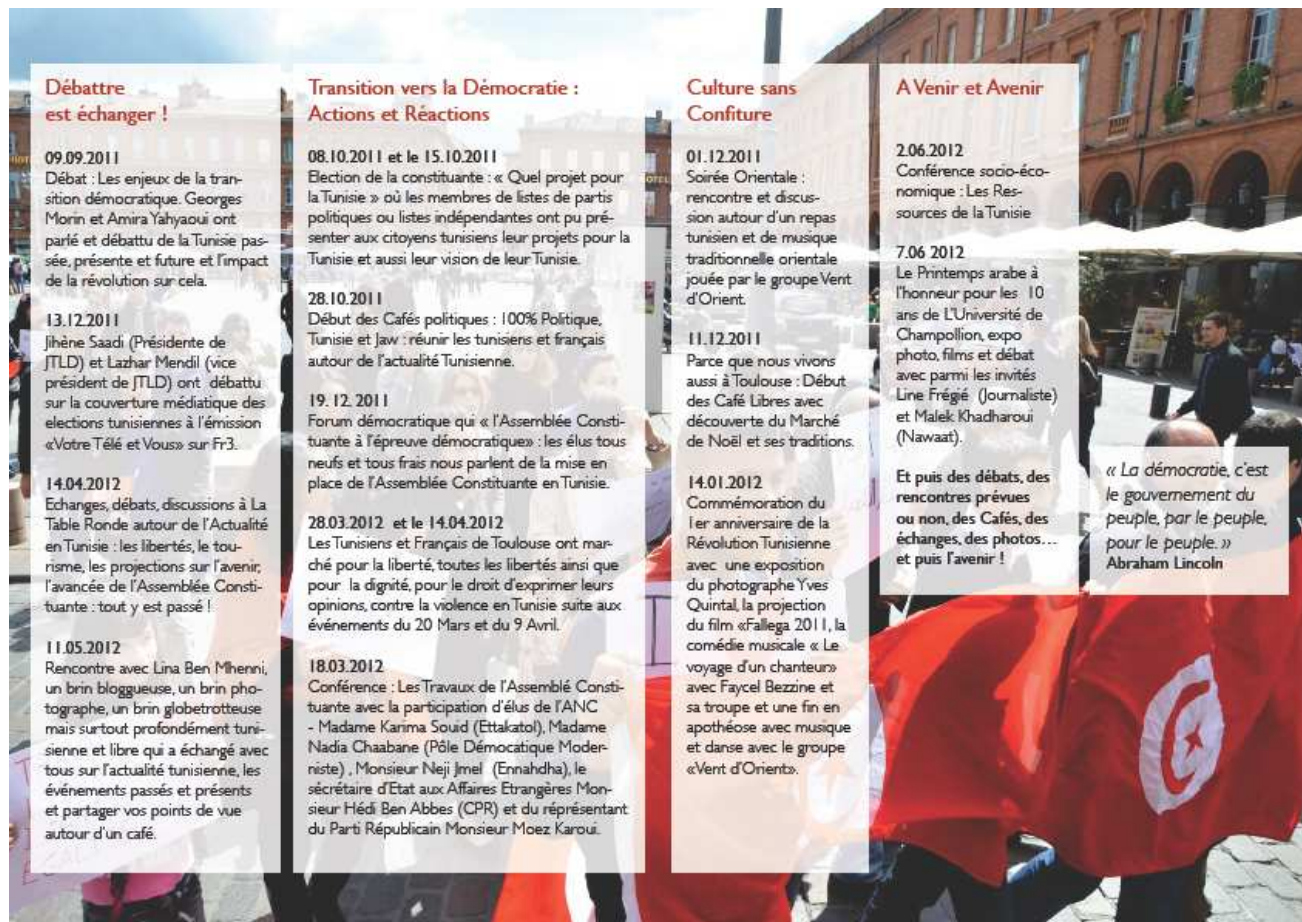 Débattre
est échanger !
09.09.2011
Débat : Les enjeux de la tran-
sition démocratique. Georges
Morin et Amira Yahyaoui ont
parlé et débattu de la Tunisie pas-
sée, présente et future et l'impact
de la révolution sur cela.
13.12.2011
Jihène Saadi (Présidente de
JTLD) et Lazhar Mendil (vice
président de JTLD) ont débattu
sur la couverture médiatique des
elections tunisiennes à l'émission
«Votre Télé et Vous» sur Fr3.
14.04.2012
Echanges, débats, discussions à La
Table Ronde autour de l'Actualité
en Tunisie : les libertés, le tou-
risme, les projections sur l'avenir,
l'avancée de l'Assemblée Consti-
tuante : tout y est passé !
11.05.2012
Rencontre avec Lina Ben Mhenni,
un brin bloggueuse, un brin pho-
tographe, un brin globetrotteuse
mais surtout profondément tuni-
sienne et libre qui a échangé avec
tous sur l'actualité tunisienne, les
événements passés et présents
et partager vos points de vue
autour d'un café.
Transition vers la Démocratie :
Actions et Réactions
08.10.2011 et le 15.10.2011
Election de la constituante : « Quel projet pour
la Tunisie » où les membres de listes de partis
politiques ou listes indépendantes ont pu pré-
senter aux citoyens tunisiens leur projets pour la
Tunisie et aussi leur vision de leur Tunisie.
28.10.2011
Début des Cafés politiques : 100% Politique,
Tunisie et Jaw : réunir les tunisiens et français
autour de l'actualité Tunisienne.
19. 12. 2011
Forum démocratique qui « l'Assemblée Consti-
tuante à l'épreuve démocratique» : les élus tous
neufs et tous frais nous parlent de la mise en
place de l'Assemblée Constituante en Tunisie.
28.03.2012 et le 14.04.2012
Les Tunisiens et Français de Toulouse ont mar-
ché pour la liberté, toutes les libertés ainsi que
pour la dignité, pour le droit d'exprimer leurs
opinions, contre la violence en Tunisie suite aux
événements du 20 Mars et du 9 Avril.
18.03.2012
Conférence : Les Travaux de l'Assemblé Consti-
tuante avec la participation d'élus de l'ANC
- Madame Karima Souid (Ettakatol), Madame
Nadia Chaabane (Pôle Démocatique Moder-
niste) , Monsieur Neji Jmel (Ennahdha), le
sécrétaire d'Etat aux Affaires Etrangères Mon-
sieur Hédi Ben Abbes (CPR) et du réprésentant
du Parti Républicain Monsieur Moez Karoui.
Culture sans
Confiture
01.12.2011
Soirée Orientale :
rencontre et discus-
sion autour d'un repas
tunisien et de musique
traditionnelle orientale
jouée par le groupe Vent
d'Orient.
11.12.2011
Parce que nous vivons
aussi à Toulouse : Début
des Café Libres avec
découverte du Marché
de Noël et ses traditions.
14.01.2012
Commémoration du
1er anniversaire de la
Révolution Tunisienne
avec une exposition
du photographe Yves
Quintal, la projection
du film «Fallega 2011, la
comédie musicale « Le
voyage d'un chanteur»
avec Faycel Bezzine et
sa troupe et une fin en
apothéose avec musique
et danse avec le groupe
«Vent d'Orient».
A Venir et Avenir
2.06.2012
Conférence socio-éco-
nomique : Les Res-
sources de la Tunisie
7.06 2012
Le Printemps arabe à
l'honneur pour les 10
ans de L'Université de
Champollion, expo
photo, films et débat
avec parmi les invités
Line Frégié (Journaliste)
et Malek Khadharoui
(Nawaat).
Et puis des débats, des
rencontres prévues
ou non, des Cafés, des
échanges, des photos…
et puis l'avenir !
« La démocratie, c'est
le gouvernement du
peuple, par le peuple,
pour le peuple. »
Abraham Lincoln